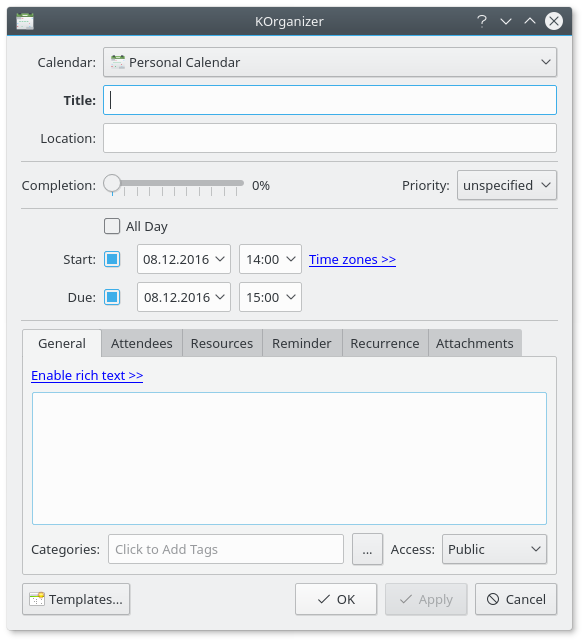 KOrganizer
Calendar: Personal Calendar
Title:
Location:
Completion: 0% Priority: unspecified
All Day
Start: 08.12.2016 14:00 Time zones >>
Due: 08.12.2016 15:00
General Attendees Resources Reminder Recurrence Attachments
Enable rich text >>
Categories: Click to Add Tags ... Access: Public
Templates... OK Apply Cancel